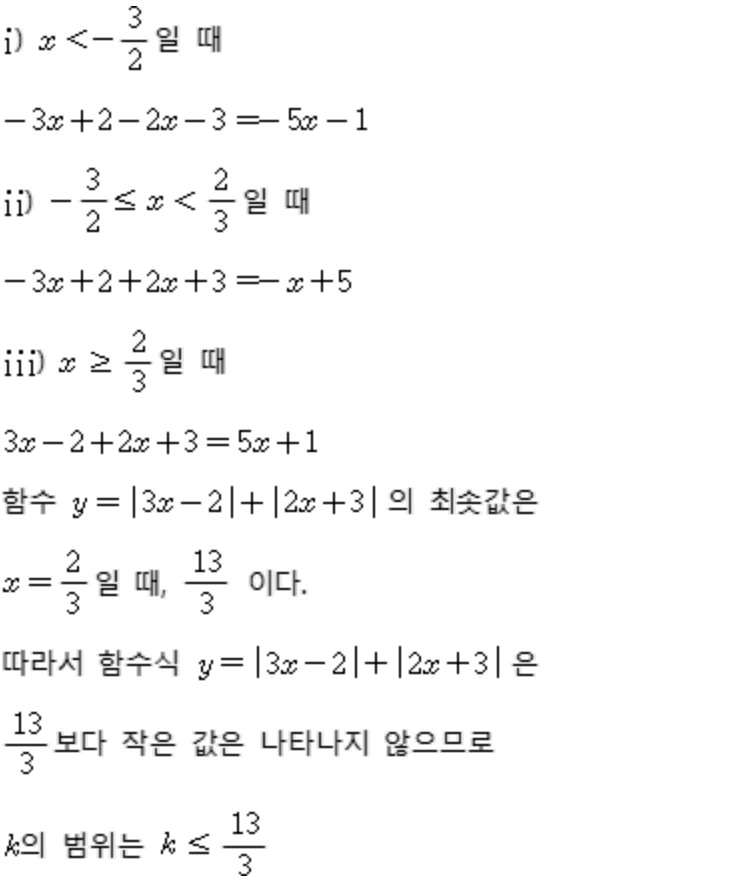 i) x < -3/2 일 때
-3x+2-2x-3 = -5x-1
ii) -3/2 ≤ x < 2/3 일 때
-3x+2+2x+3 = -x+5
iii) x ≥ 2/3 일 때
3x-2+2x+3 = 5x+1
함수 y = |3x-2|+|2x+3| 의 최솟값은
x = 2/3 일 때, 13/3 이다.
따라서 함수식 y = |3x-2|+|2x+3| 은
13/3 보다 작은 값은 나타나지 않으므로
k의 범위는 k ≤ 13/3